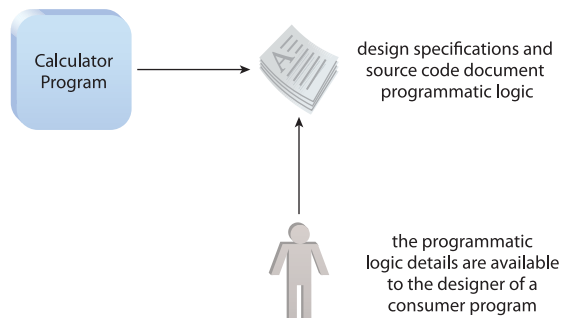 Calculator
Program
design specifications and
source code document
programmatic logic
A
the programmatic
logic details are available
to the designer of a
consumer program